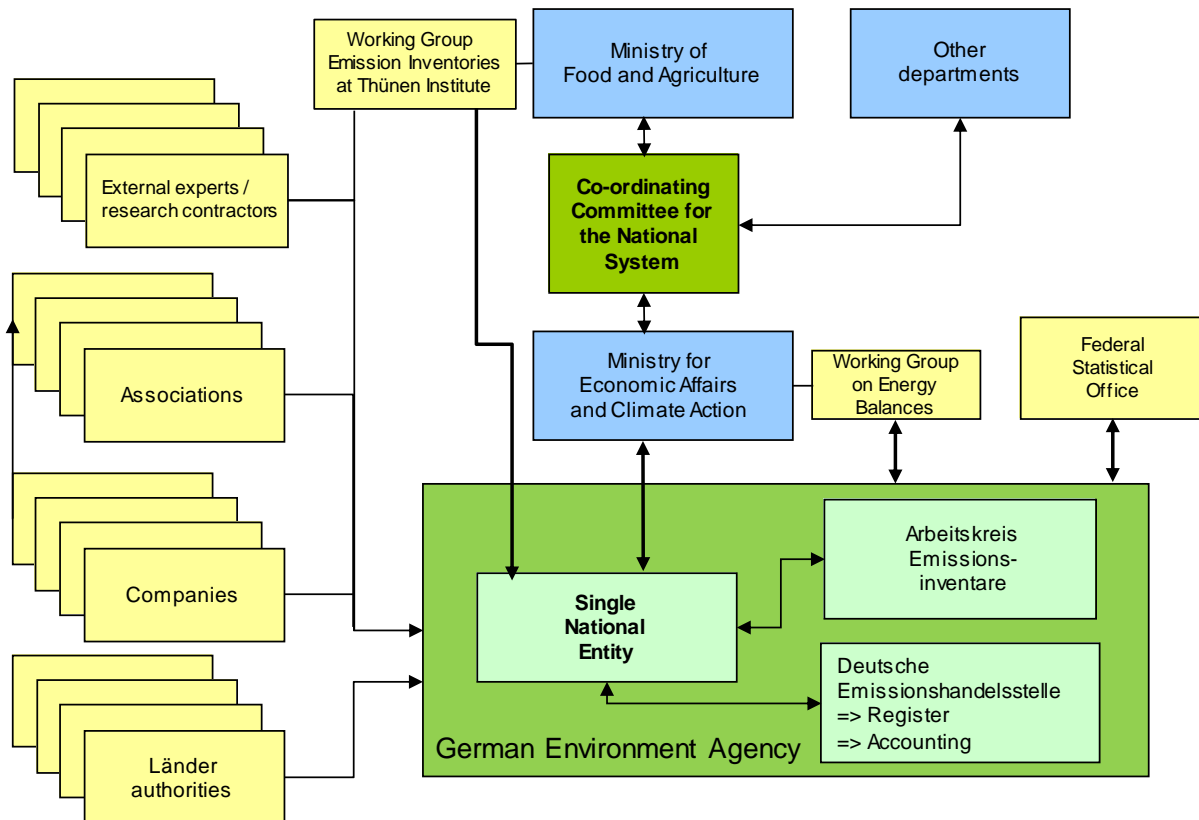 Working Group
Emission Inventories
at Thünen Institute
Ministry of
Food and Agriculture
Other
departments
External experts /
research contractors
Co-ordinating
Committee for
the National
System
Associations
Ministry for
Economic Affairs
and Climate Action
Working Group
on Energy
Balances
Federal
Statistical
Office
Companies
Single
National
Entity
Arbeitskreis
Emissions-
inventare
Deutsche
Emissionshandelsstelle
=> Register
=> Accounting
German Environment Agency
Länder
authorities